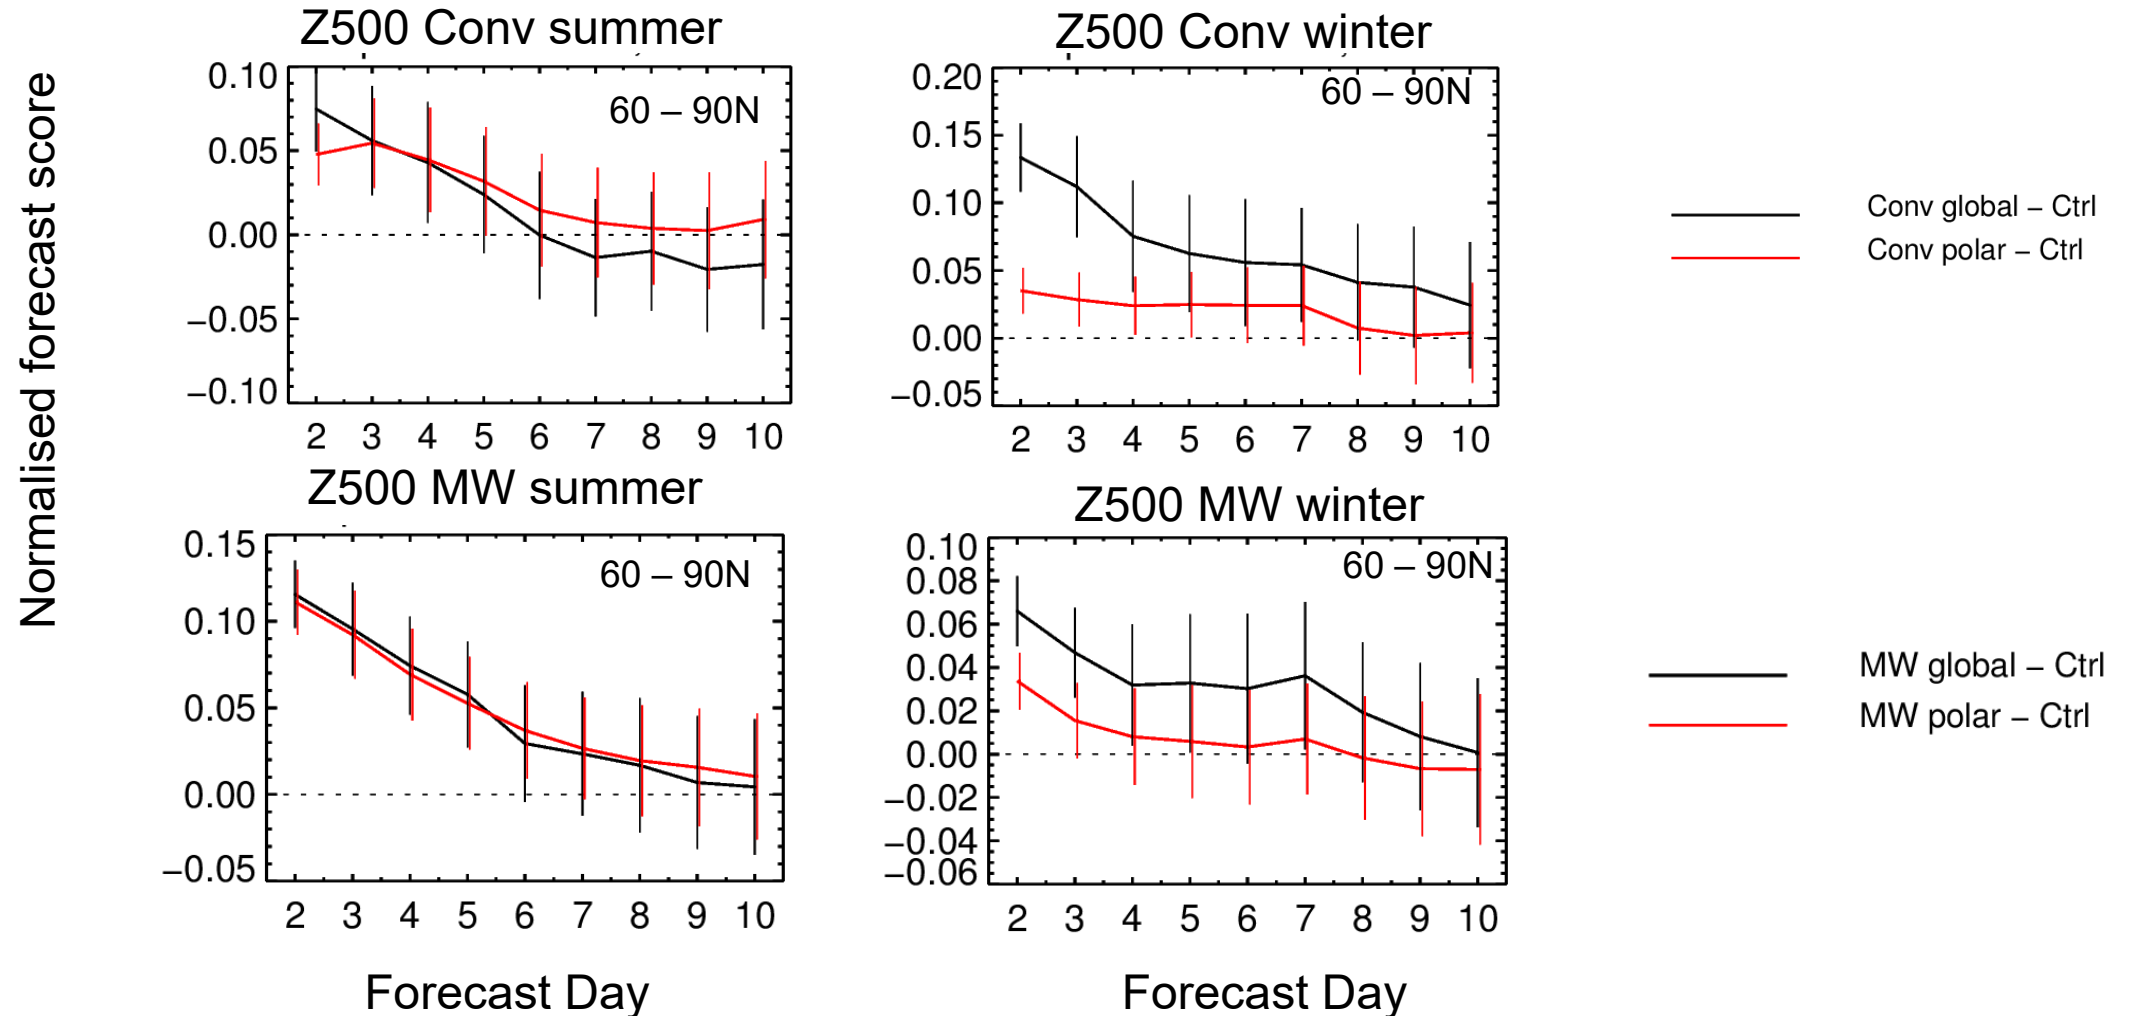 Z500 Conv summer
Z500 Conv winter
Normalised forecast score
0.10
0.05
0.00
−0.05
−0.10
60 – 90N
2 3 4 5 6 7 8 9 10
0.20
0.15
0.10
0.05
0.00
−0.05
60 – 90N
2 3 4 5 6 7 8 9 10
Conv global − Ctrl
Conv polar − Ctrl
Z500 MW summer
Z500 MW winter
0.15
0.10
0.05
0.00
−0.05
60 – 90N
2 3 4 5 6 7 8 9 10
0.10
0.08
0.06
0.04
0.02
0.00
−0.02
−0.04
−0.06
60 – 90N
2 3 4 5 6 7 8 9 10
MW global − Ctrl
MW polar − Ctrl
Forecast Day
Forecast Day